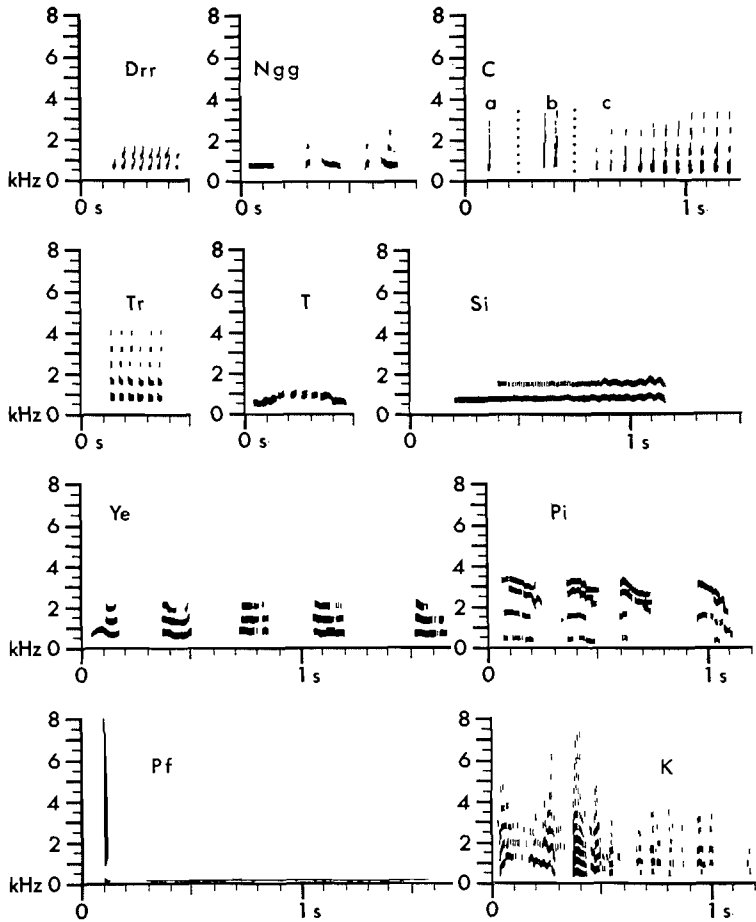 8 8 8
6 Drr 6 Ngg 6 C
4 4 4 a b c
2 2 2
kHz 0 0 0
0 s 0 s 0 1 s
8 8 8
6 Tr 6 T 6 Si
4 4 4
2 2 2
kHz 0 0 0
0 s 0 s 0 1 s
8 8
6 Ye 6 Pi
4 4
2 2
kHz 0 0
0 1 s 0 1 s
8 8
6 Pf 6 K
4 4
2 2
kHz 0 0
0 1 s 0 1 s